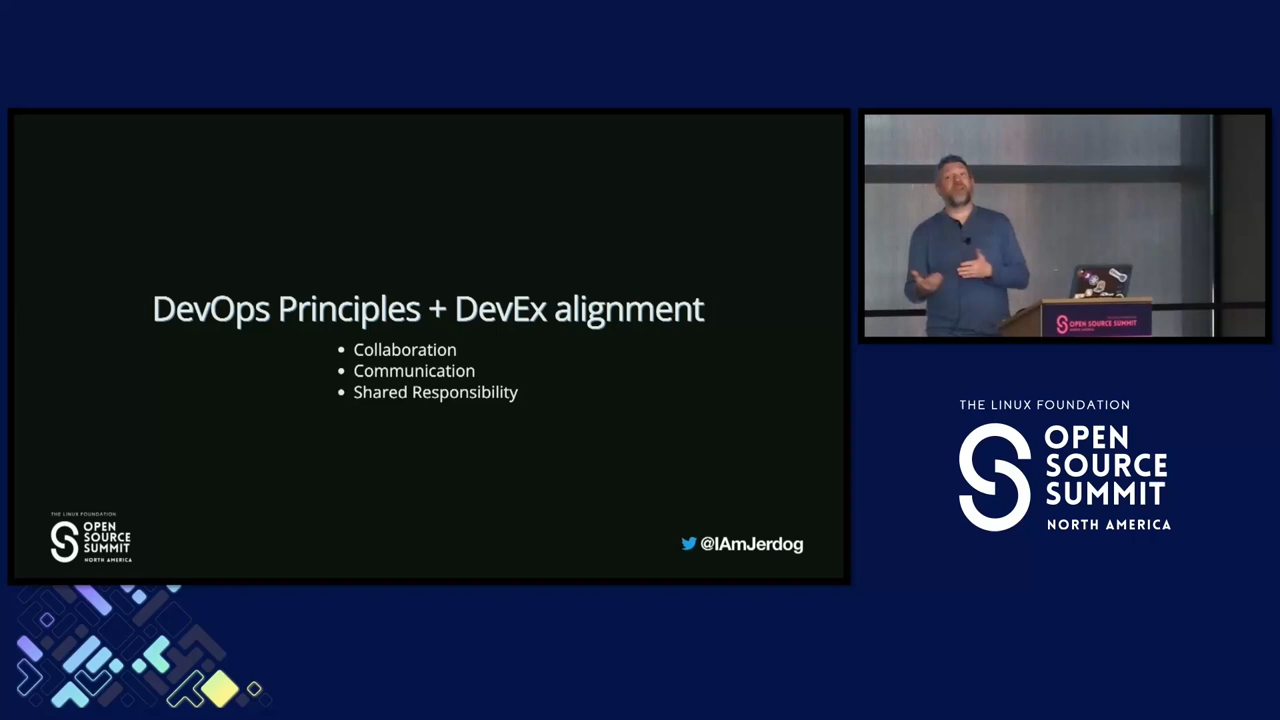 DevOps Principles + DevEx alignment
• Collaboration
• Communication
• Shared Responsibility
THE LINUX FOUNDATION
OPEN
SOURCE
SUMMIT
NORTH AMERICA
@IAmJerdog
OPEN SOURCE SUMMIT
THE LINUX FOUNDATION
OPEN
SOURCE
SUMMIT
NORTH AMERICA